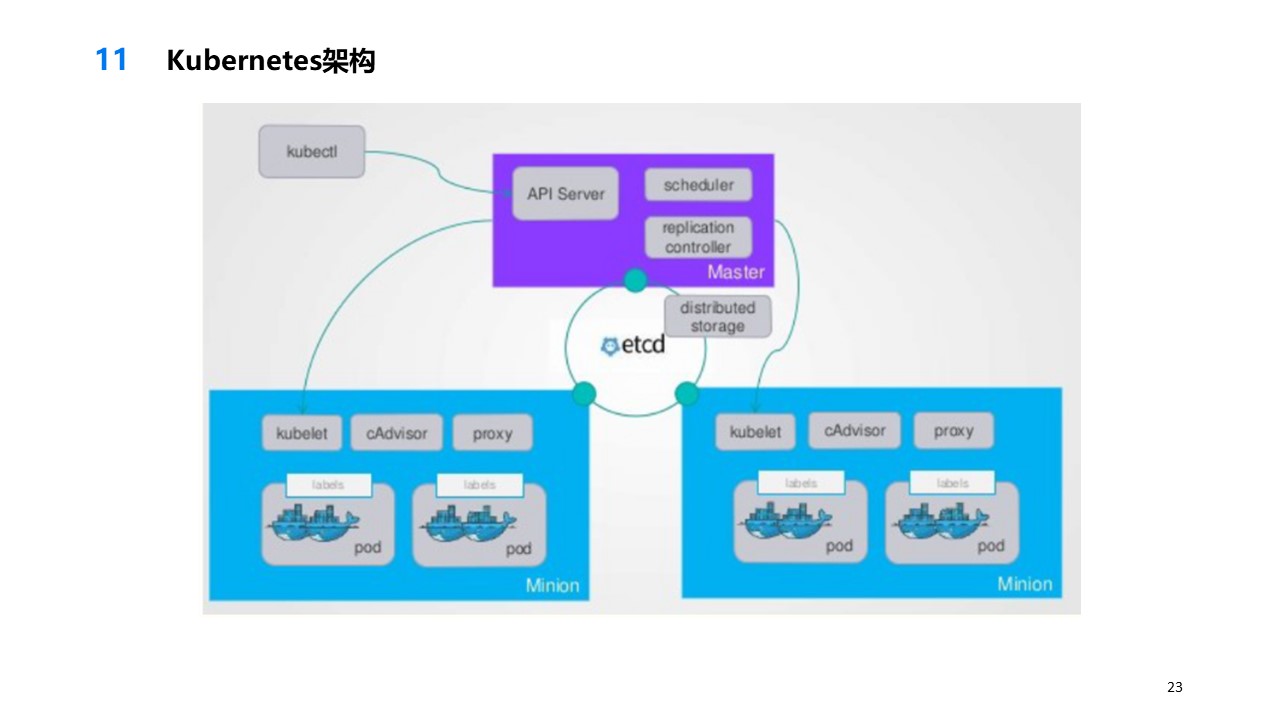 11 Kubernetes架构
kubectl
API Server
scheduler
replication
controller
Master
distributed
storage
etcd
kubelet
cAdvisor
proxy
labels
labels
pod
pod
Minion
kubelet
cAdvisor
proxy
labels
labels
pod
pod
Minion
23